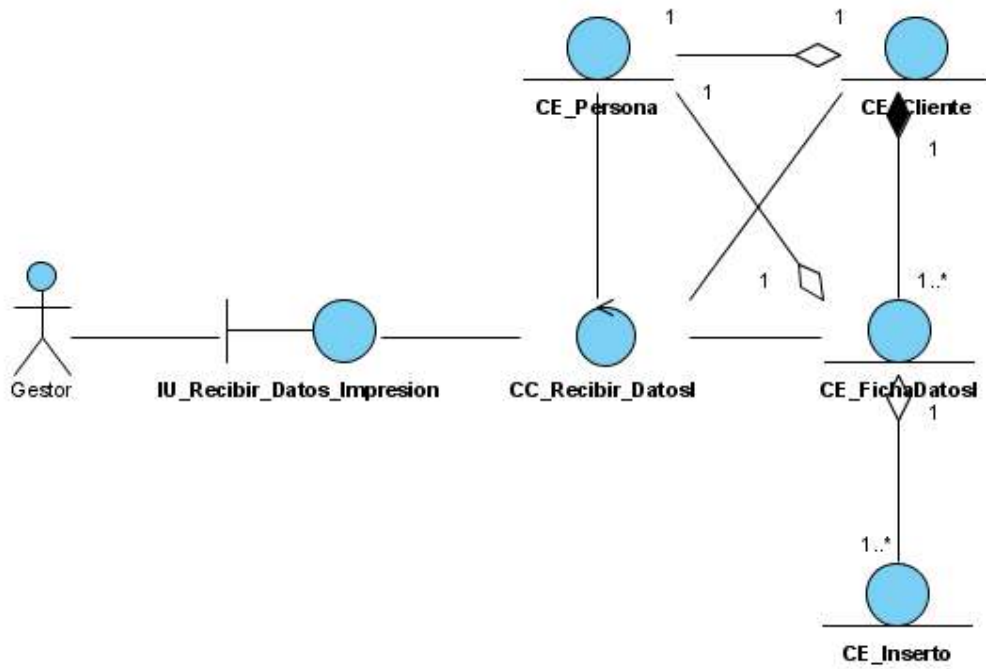 1 1
CE_Persona 1 CE_Cliente
1
1 1..*
Gestor IU_Recibir_Datos_Impresion CC_Recibir_DatosI CE_FichaDatosI
1
1..*
CE_Inserto